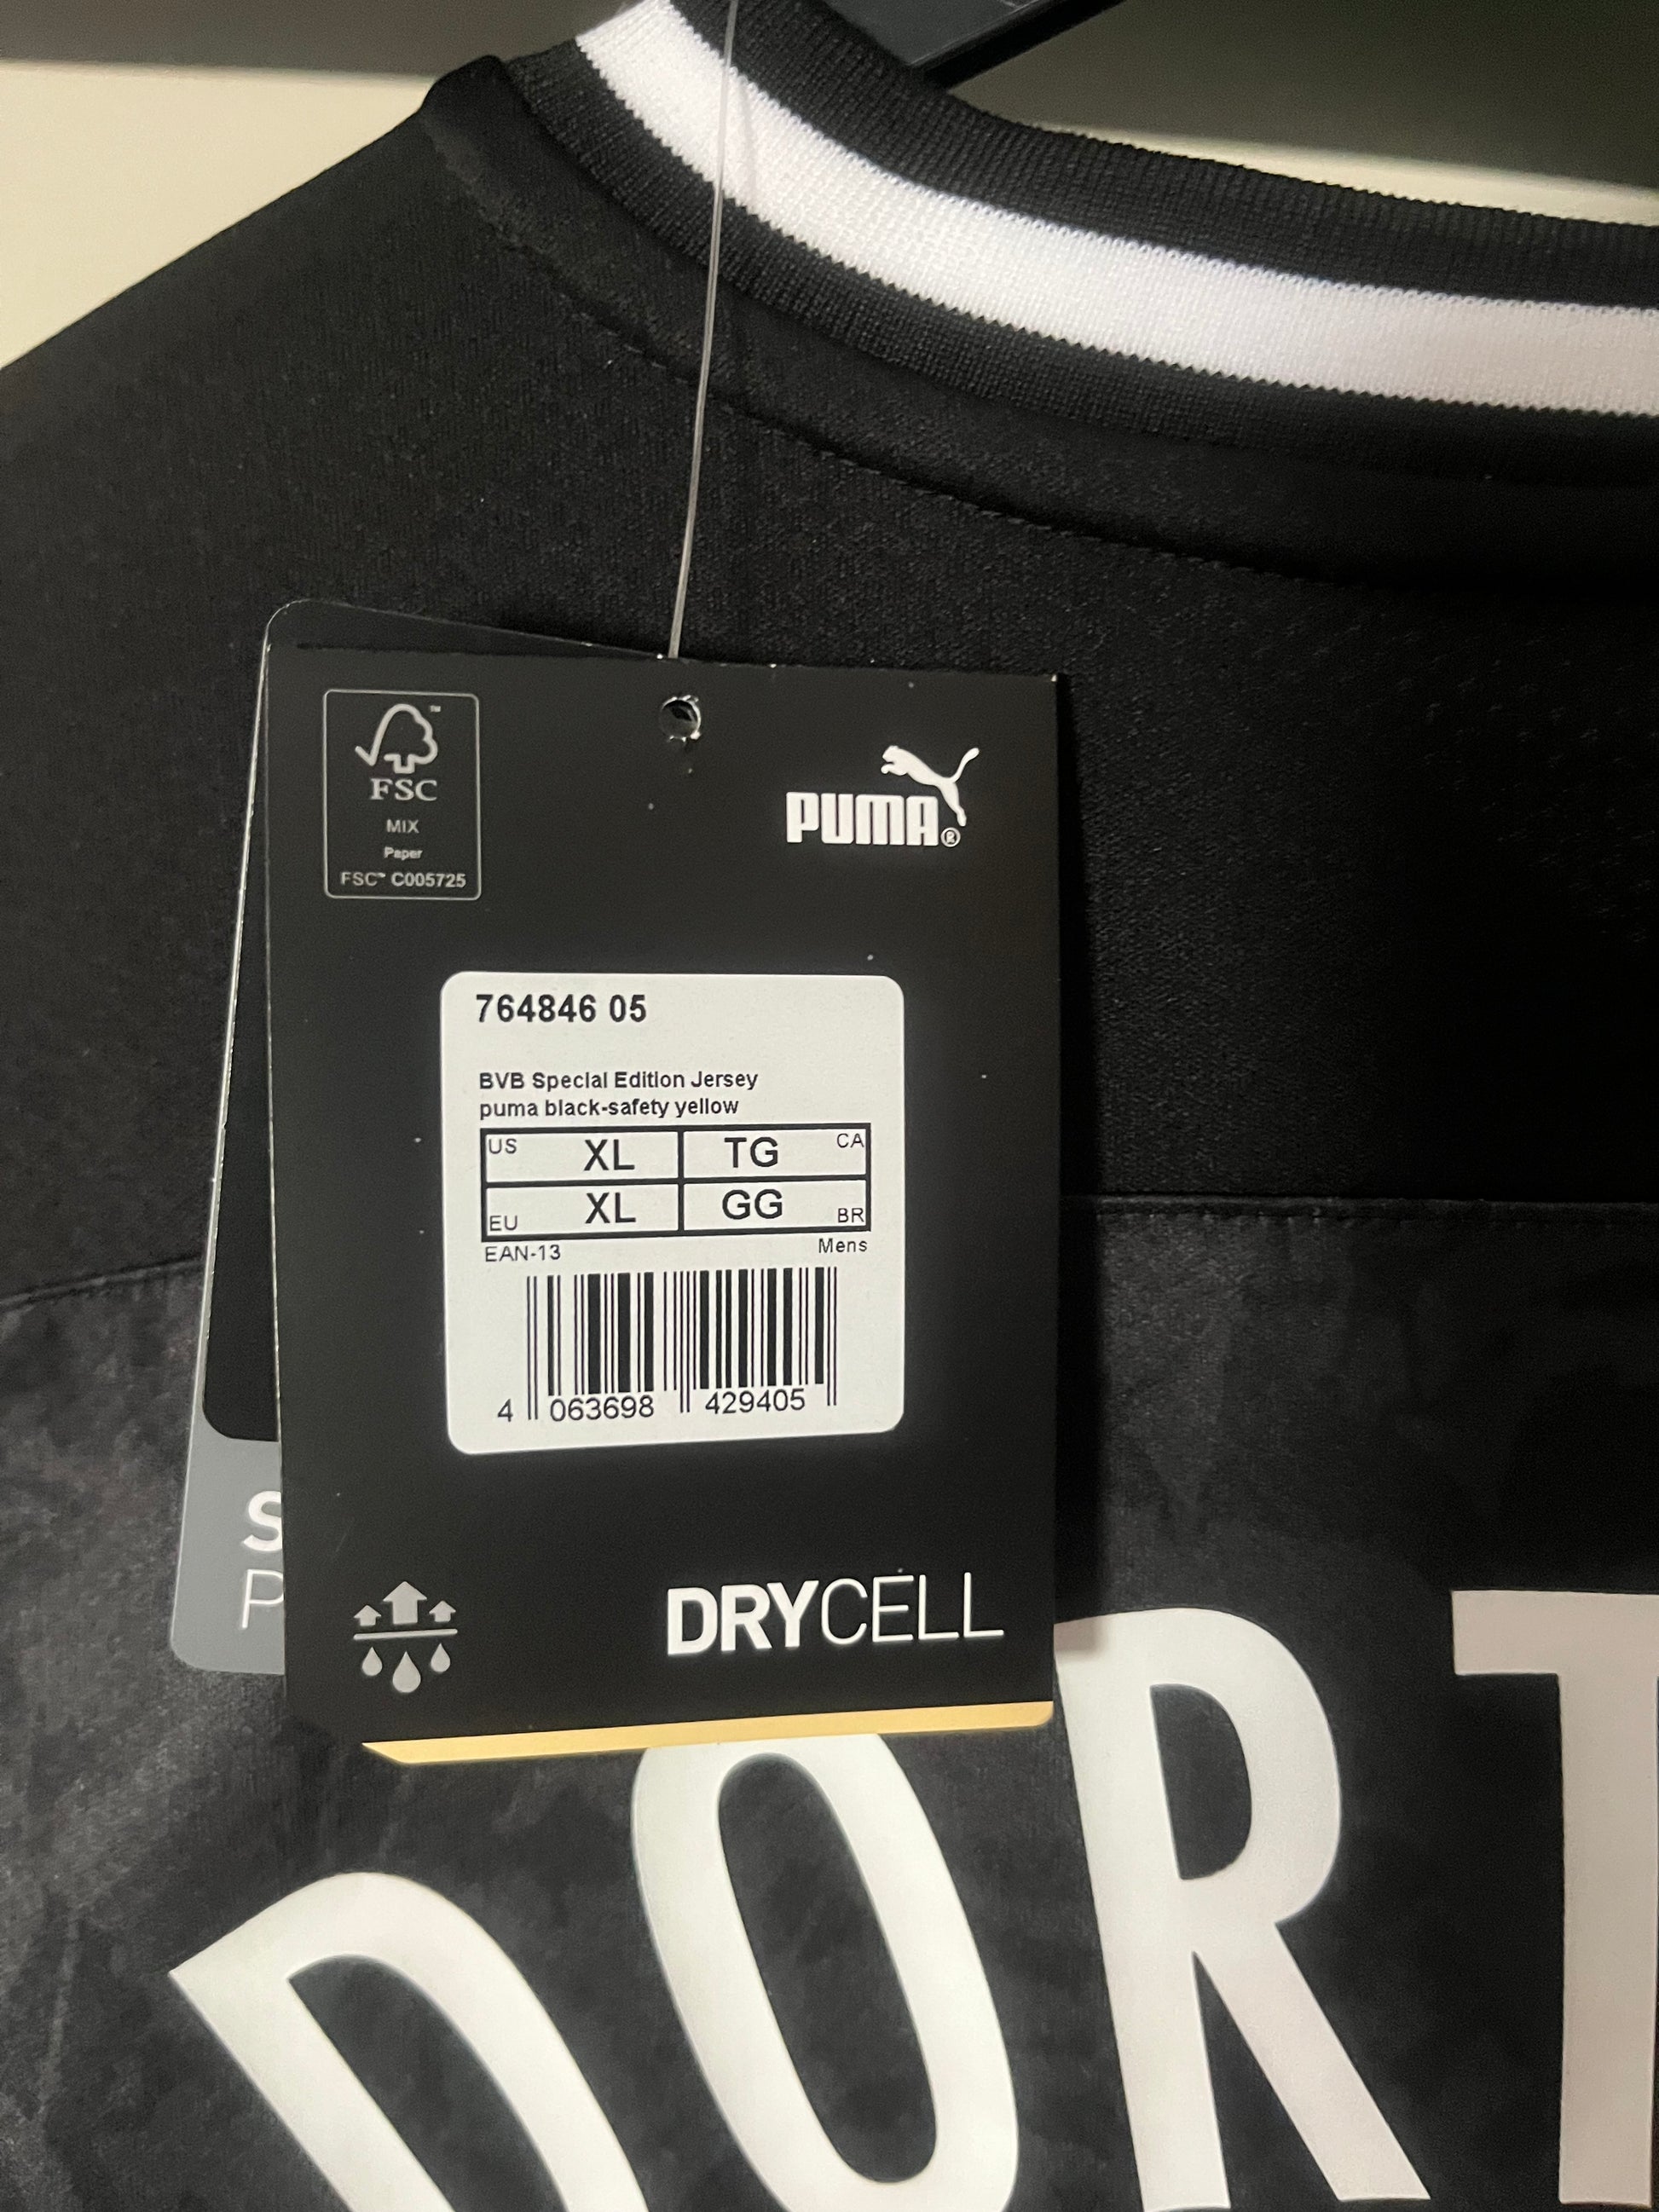 FSC
MIX
Paper
FSC™ C005725
PUMA®
764846 05
BVB Special Edition Jersey
puma black-safety yellow
US XL TG CA
EU XL GG BR
EAN-13 Mens
4 063698 429405
S
P
DRYCELL
DORT